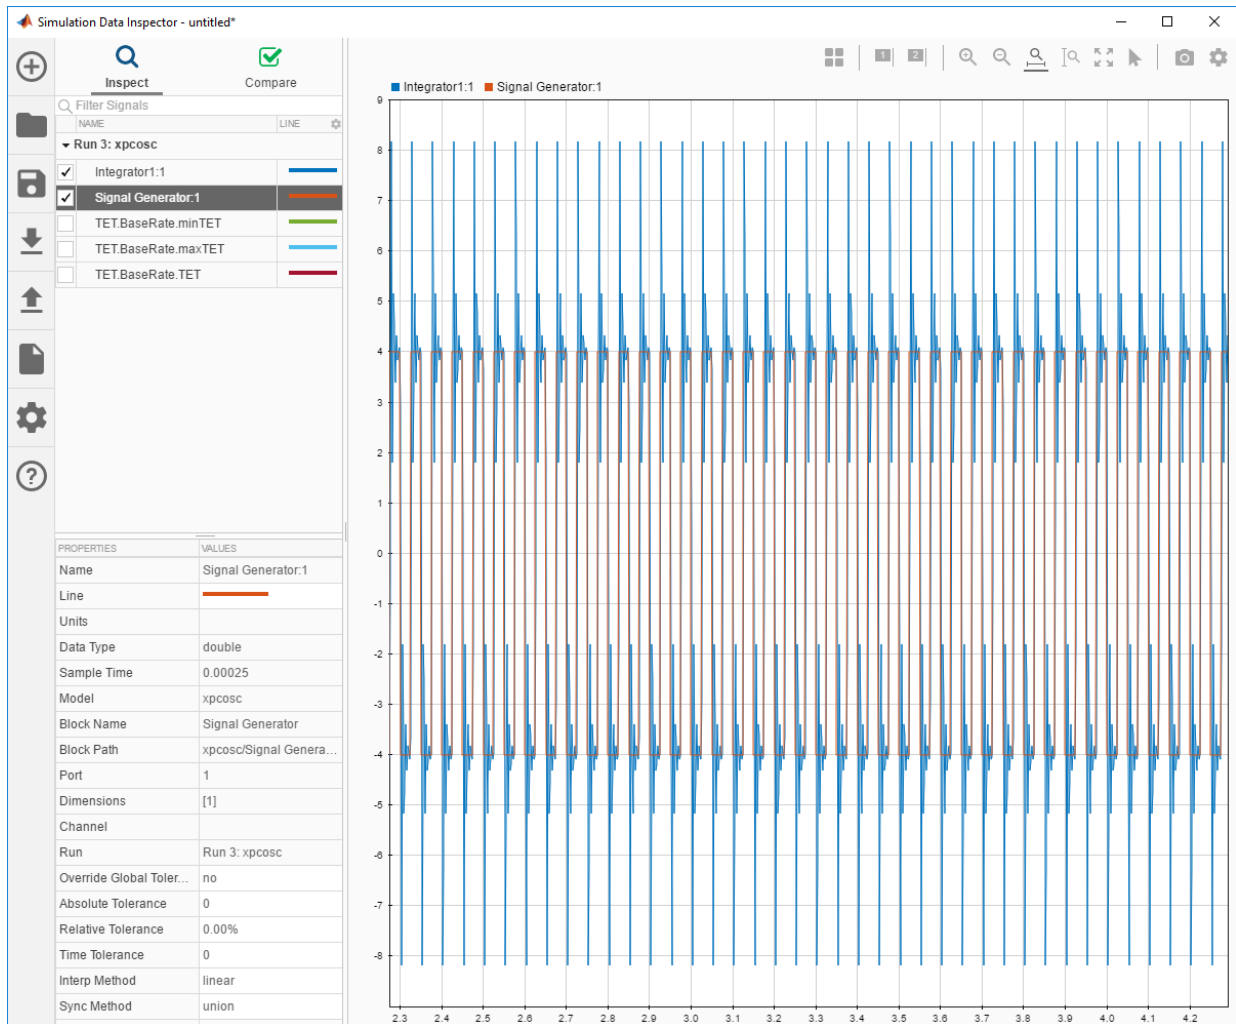 Simulation Data Inspector - untitled*
Inspect
Compare
Filter Signals
NAME
LINE
Run 3: xpcosc
Integrator1:1
Signal Generator:1
TET.BaseRate.minTET
TET.BaseRate.maxTET
TET.BaseRate.TET
PROPERTIES VALUES
Name Signal Generator:1
Line
Units
Data Type double
Sample Time 0.00025
Model xpcosc
Block Name Signal Generator
Block Path xpcosc/Signal Genera...
Port 1
Dimensions [1]
Channel
Run Run 3: xpcosc
Override Global Toler... no
Absolute Tolerance 0
Relative Tolerance 0.00%
Time Tolerance 0
Interp Method linear
Sync Method union
1 2
Integrator1:1 Signal Generator:1
9
8
7
6
5
4
3
2
1
0
-1
-2
-3
-4
-5
-6
-7
-8
2.3 2.4 2.5 2.6 2.7 2.8 2.9 3.0 3.1 3.2 3.3 3.4 3.5 3.6 3.7 3.8 3.9 4.0 4.1 4.2